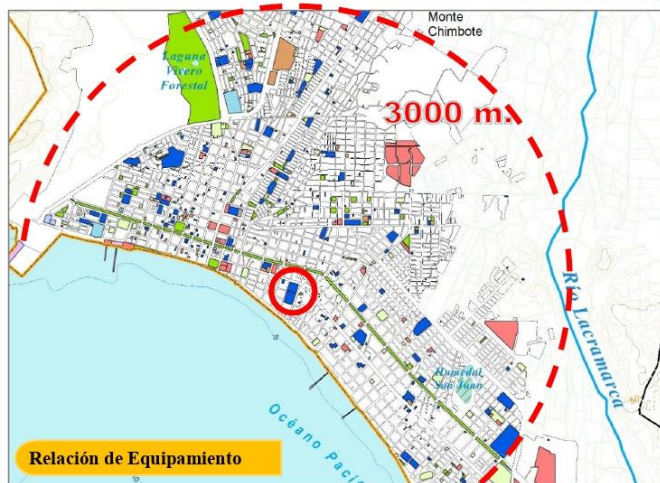 Monte
Chimbote
Laguna
Vivero
Forestal
3000 m.
Río Lacramarca
Humedal
San Juan
Océano Pacíf
Relación de Equipamiento